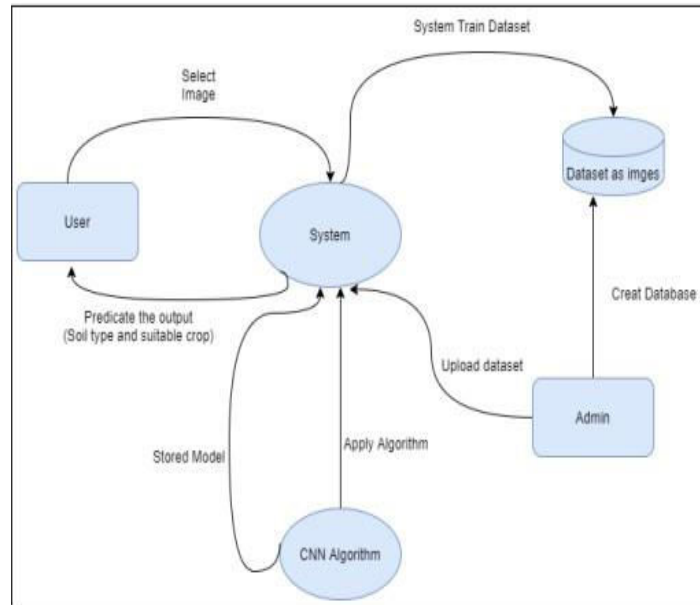 System Train Dataset
Select
Image
Dataset as imges
User
System
Creat Database
Predicate the output
(Soil type and suitable crop)
Upload dataset
Admin
Stored Model
Apply Algorithm
CNN Algorithm